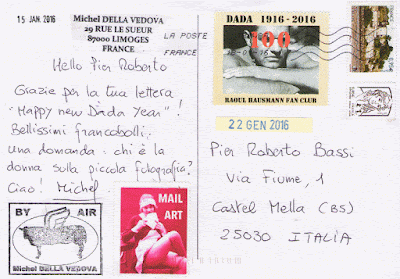 15 JAN. 2016
Michel DELLA VEDOVA
29 RUE LE SUEUR
87000 LIMOGES
FRANCE
LA POSTE
FRANCE
DADA 1916-2016
100
RAOUL HAUSMANN FAN CLUB
22 GEN 2016
Hello Pier Roberto
Grazie per la tua lettera
"Happy new Dada Year"!
Bellissimi francobolli.
Una domanda: chi è la
donna sulla piccola fotografia?
Ciao! Michel.
Pier Roberto Bassi
Via Fiume, 1
Castel Mella (BS)
25030 ITALIA
BY AIR
Michel DELLA VEDOVA
MAIL
ART